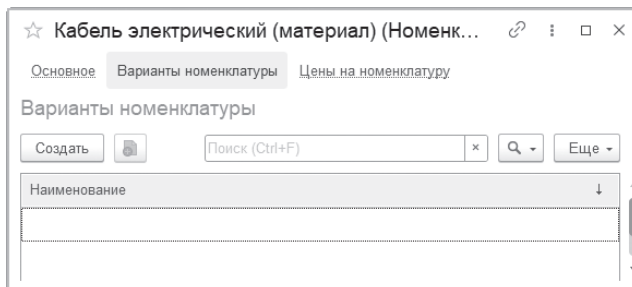 Кабель электрический (материал) (Номенк...
Основное Варианты номенклатуры Цены на номенклатуру
Варианты номенклатуры
Создать Поиск (Ctrl+F) × Еще
Наименование ↓